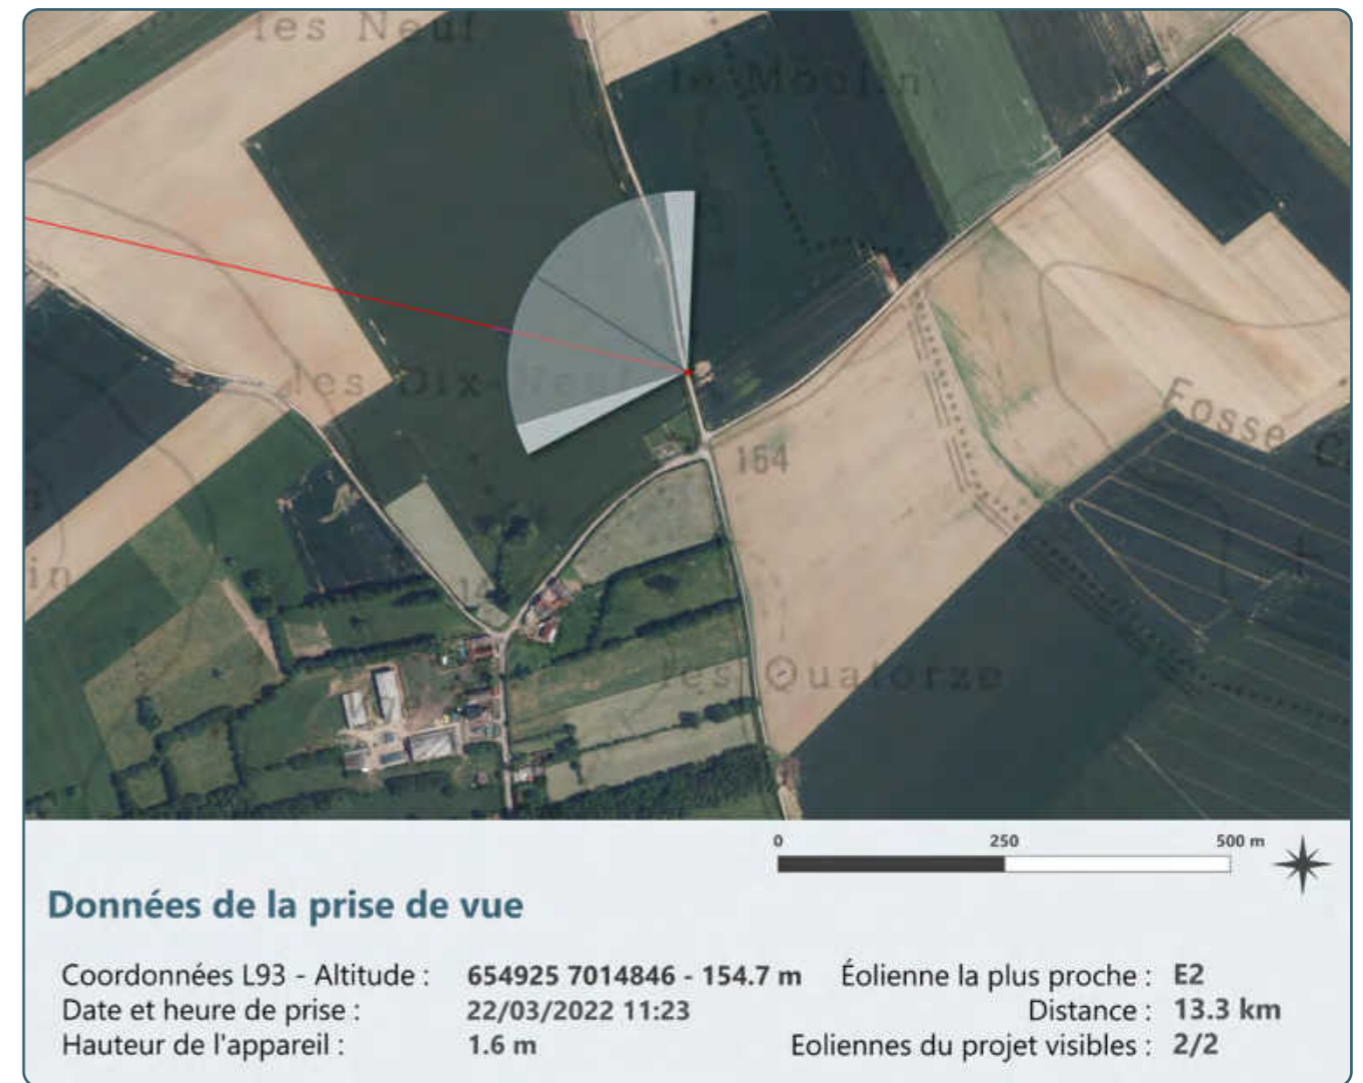 les Neuf
le Moulin
les Dix-Neuf
Fosse
164
in
les Quatorze
0 250 500 m
Données de la prise de vue
Coordonnées L93 - Altitude : 654925 7014846 - 154.7 m Éolienne la plus proche : E2
Date et heure de prise : 22/03/2022 11:23 Distance : 13.3 km
Hauteur de l'appareil : 1.6 m Eoliennes du projet visibles : 2/2